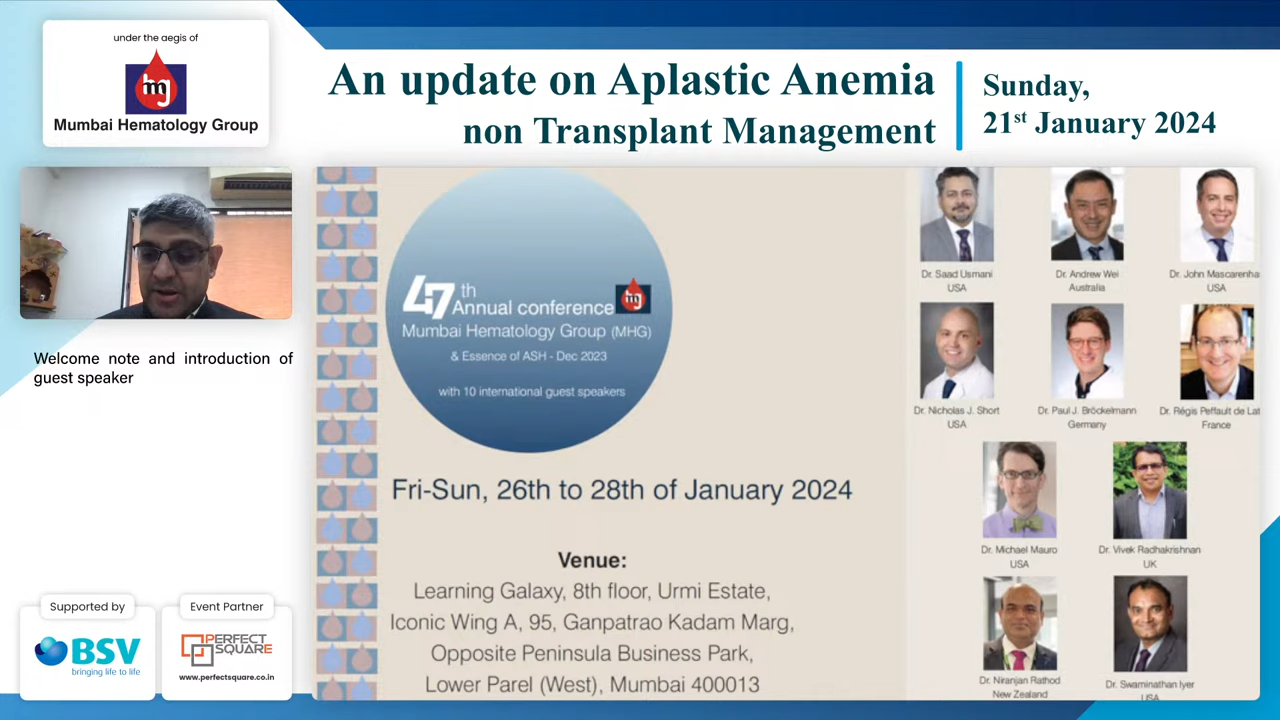 under the aegis of
mg
Mumbai Hematology Group
An update on Aplastic Anemia
non Transplant Management
Sunday,
21st January 2024
Welcome note and introduction of
guest speaker
Supported by
BSV
bringing life to life
Event Partner
PERFECT
SQUARE
www.perfectsquare.co.in
47th
Annual conference
mg
Mumbai Hematology Group (MHG)
& Essence of ASH - Dec 2023
with 10 international guest speakers
Fri-Sun, 26th to 28th of January 2024
Venue:
Learning Galaxy, 8th floor, Urmi Estate,
Iconic Wing A, 95, Ganpatrao Kadam Marg,
Opposite Peninsula Business Park,
Lower Parel (West), Mumbai 400013
Dr. Saad Usmani
USA
Dr. Andrew Wei
Australia
Dr. John Mascarenha
USA
Dr. Nicholas J. Short
USA
Dr. Paul J. Bröckelmann
Germany
Dr. Régis Peffault de Lat
France
Dr. Michael Mauro
USA
Dr. Vivek Radhakrishnan
UK
Dr. Niranjan Rathod
New Zealand
Dr. Swaminathan Iyer
USA